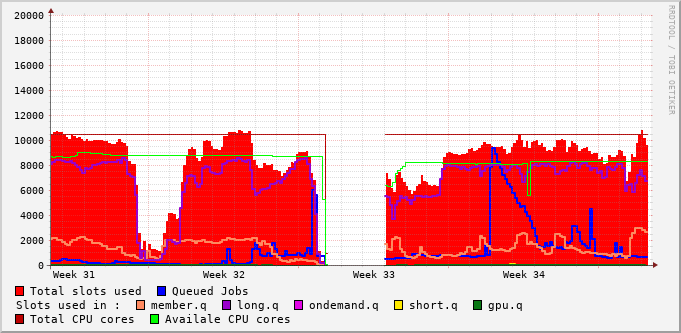 20000
18000
16000
14000
12000
10000
8000
6000
4000
2000
0
Week 31 Week 32 Week 33 Week 34
RRDTOOL / TOBI OETIKER
Total slots used Queued Jobs
Slots used in : member.q long.q ondemand.q short.q gpu.q
Total CPU cores Availale CPU cores